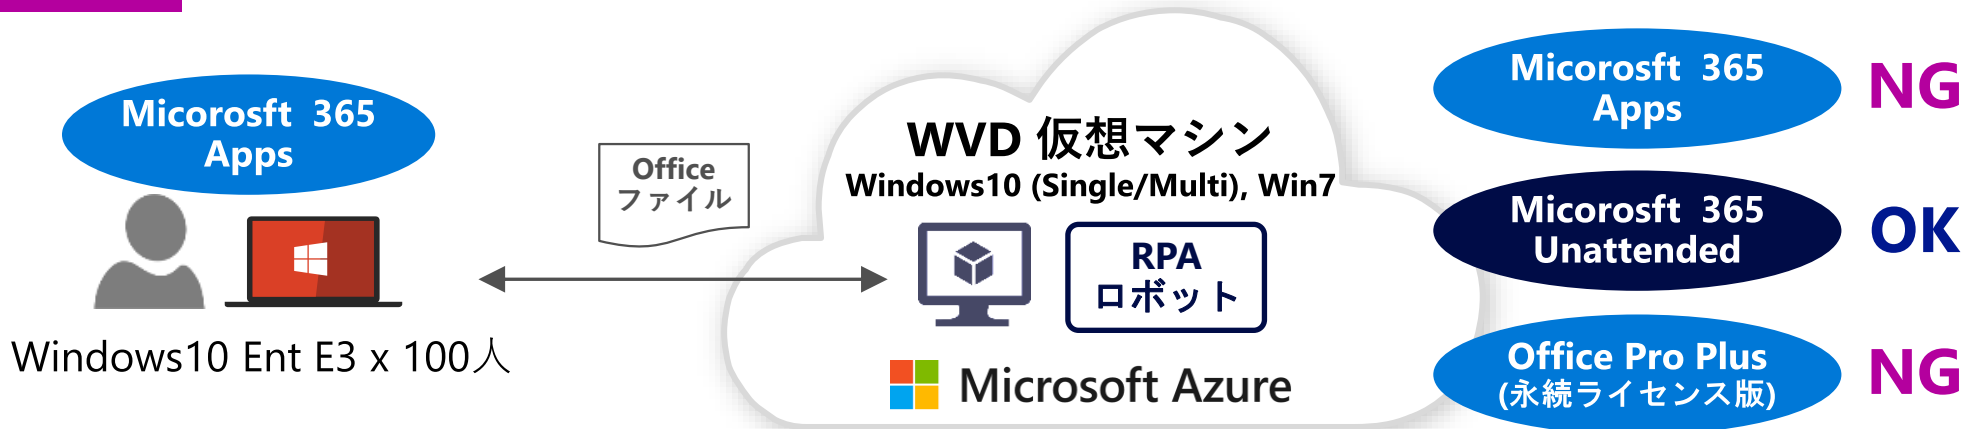 Micorosft 365
Apps
Windows10 Ent E3 x 100人
Office
ファイル
WVD 仮想マシン
Windows10 (Single/Multi), Win7
RPA
ロボット
Microsoft Azure
Micorosft 365
Apps
NG
Micorosft 365
Unattended
OK
Office Pro Plus
(永続ライセンス版)
NG